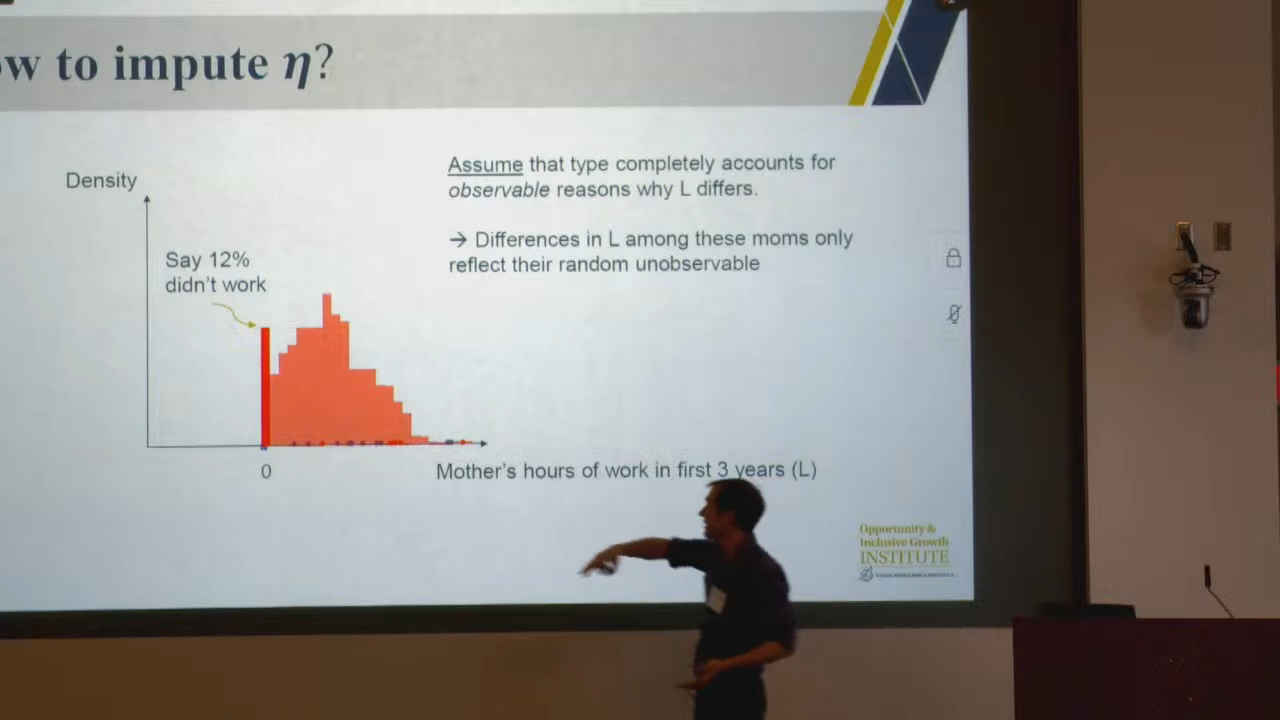 ow to impute η?
Assume that type completely accounts for
observable reasons why L differs.
→ Differences in L among these moms only
reflect their random unobservable
Density
Say 12%
didn't work
0
Mother's hours of work in first 3 years (L)
Opportunity &
Inclusive Growth
INSTITUTE